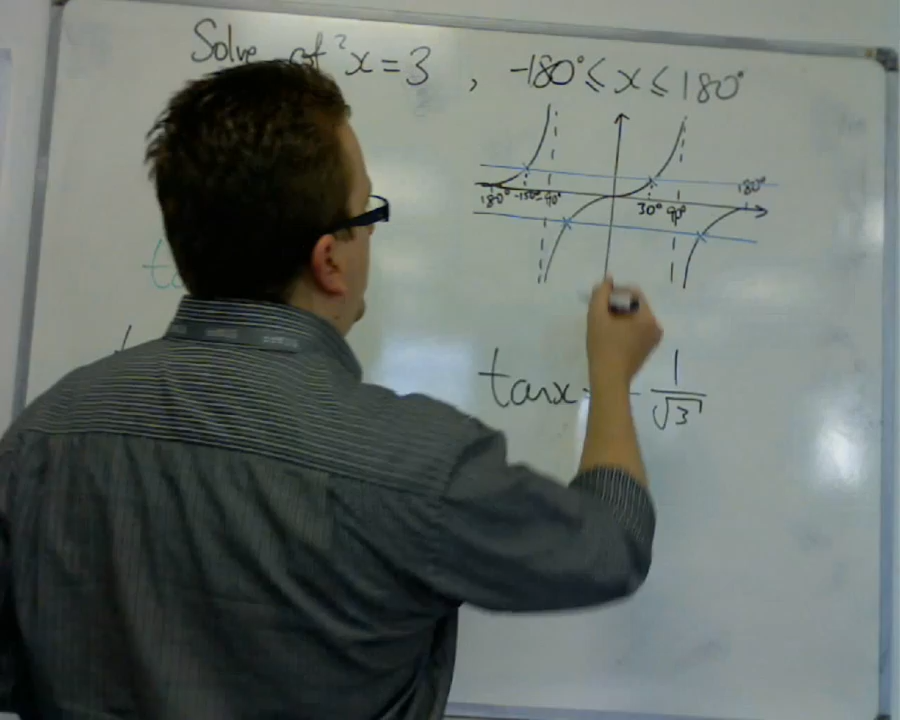 Solve cot²x = 3 , -180° ≤ x ≤ 180°
180°
180° -150° -90°
30° 90°
tanx = - 1/√3